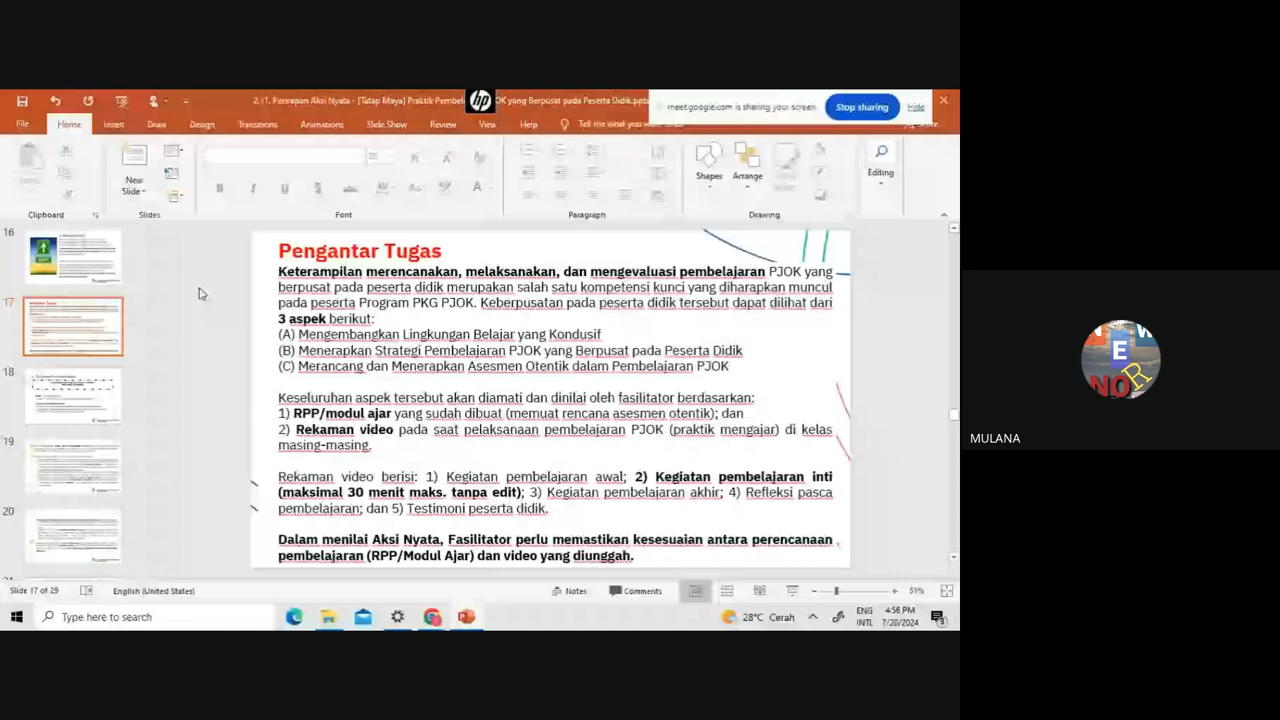 2.11. Persiapan Aksi Nyata - [Tatap Maya] Praktik Pembel
OK yang Berpusat pada Peserta Didik.pptx
hp
meet.google.com is sharing your screen.
Stop sharing
Hide
File
Home
Insert
Draw
Design
Transitions
Animations
Slide Show
Review
View
Help
Tell me what you
New
Slide
Shapes
Arrange
Editing
Clipboard
Slides
Font
Paragraph
Drawing
16
17
18
19
20
Pengantar Tugas
Keterampilan merencanakan, melaksanakan, dan mengevaluasi pembelajaran PJOK yang
berpusat pada peserta didik merupakan salah satu kompetensi kunci yang diharapkan muncul
pada peserta Program PKG PJOK. Keberpusatan pada peserta didik tersebut dapat dilihat dari
3 aspek berikut:
(A) Mengembangkan Lingkungan Belajar yang Kondusif
(B) Menerapkan Strategi Pembelajaran PJOK yang Berpusat pada Peserta Didik
(C) Merancang dan Menerapkan Asesmen Otentik dalam Pembelajaran PJOK
Keseluruhan aspek tersebut akan diamati dan dinilai oleh fasilitator berdasarkan:
1) RPP/modul ajar yang sudah dibuat (memuat rencana asesmen otentik); dan
2) Rekaman video pada saat pelaksanaan pembelajaran PJOK (praktik mengajar) di kelas
masing-masing.
Rekaman video berisi: 1) Kegiatan pembelajaran awal; 2) Kegiatan pembelajaran inti
(maksimal 30 menit maks. tanpa edit); 3) Kegiatan pembelajaran akhir; 4) Refleksi pasca
pembelajaran; dan 5) Testimoni peserta didik.
Dalam menilai Aksi Nyata, Fasilitator perlu memastikan kesesuaian antara perencanaan
pembelajaran (RPP/Modul Ajar) dan video yang diunggah.
Slide 17 of 29
English (United States)
Notes
Comments
51%
Type here to search
28°C Cerah
ENG
INTL
4:56 PM
7/20/2024
3
E
NOR
MULANA